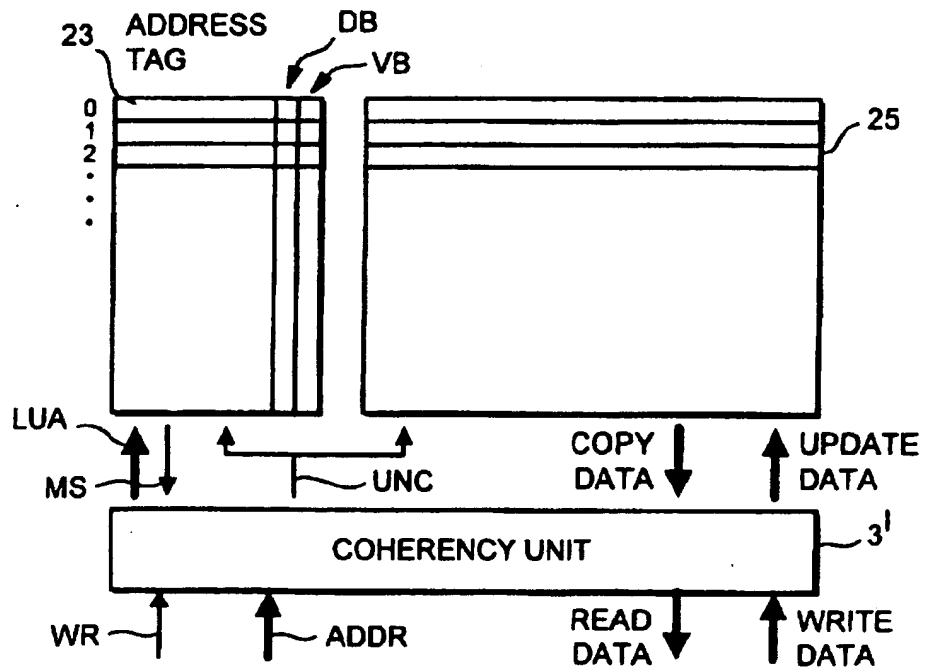 23
ADDRESS
TAG
DB
VB
0
1
2
25
LUA
MS
UNC
COPY
DATA
UPDATE
DATA
COHERENCY UNIT
3'
WR
ADDR
READ
DATA
WRITE
DATA